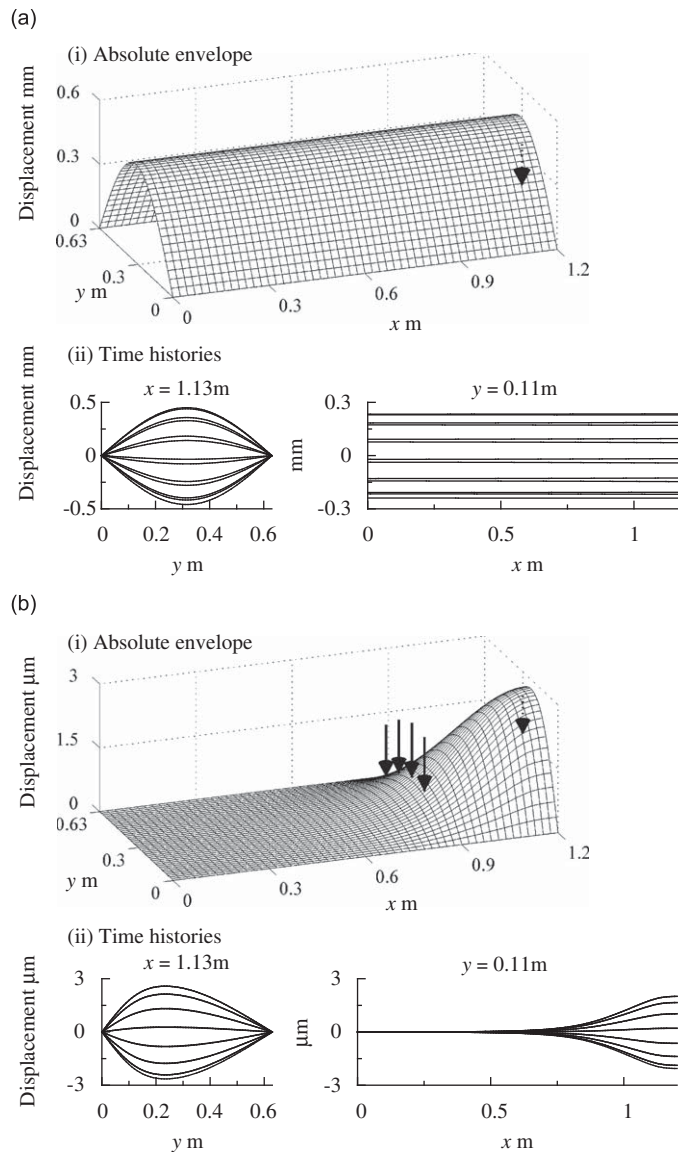 (a)
(i) Absolute envelope
Displacement mm
0.6
0.3
0
0.63
0.3
0
y m
0
0.3
0.6
0.9
1.2
x m
(ii) Time histories
x = 1.13m
Displacement mm
0.5
0
-0.5
0
0.2
0.4
0.6
y m
y = 0.11m
mm
0.3
0
-0.3
0
0.5
1
x m
(b)
(i) Absolute envelope
Displacement μm
3
1.5
0
0.63
0.3
0
y m
0
0.3
0.6
0.9
1.2
x m
(ii) Time histories
x = 1.13m
Displacement μm
3
0
-3
0
0.2
0.4
0.6
y m
y = 0.11m
μm
3
0
-3
0
0.5
1
x m